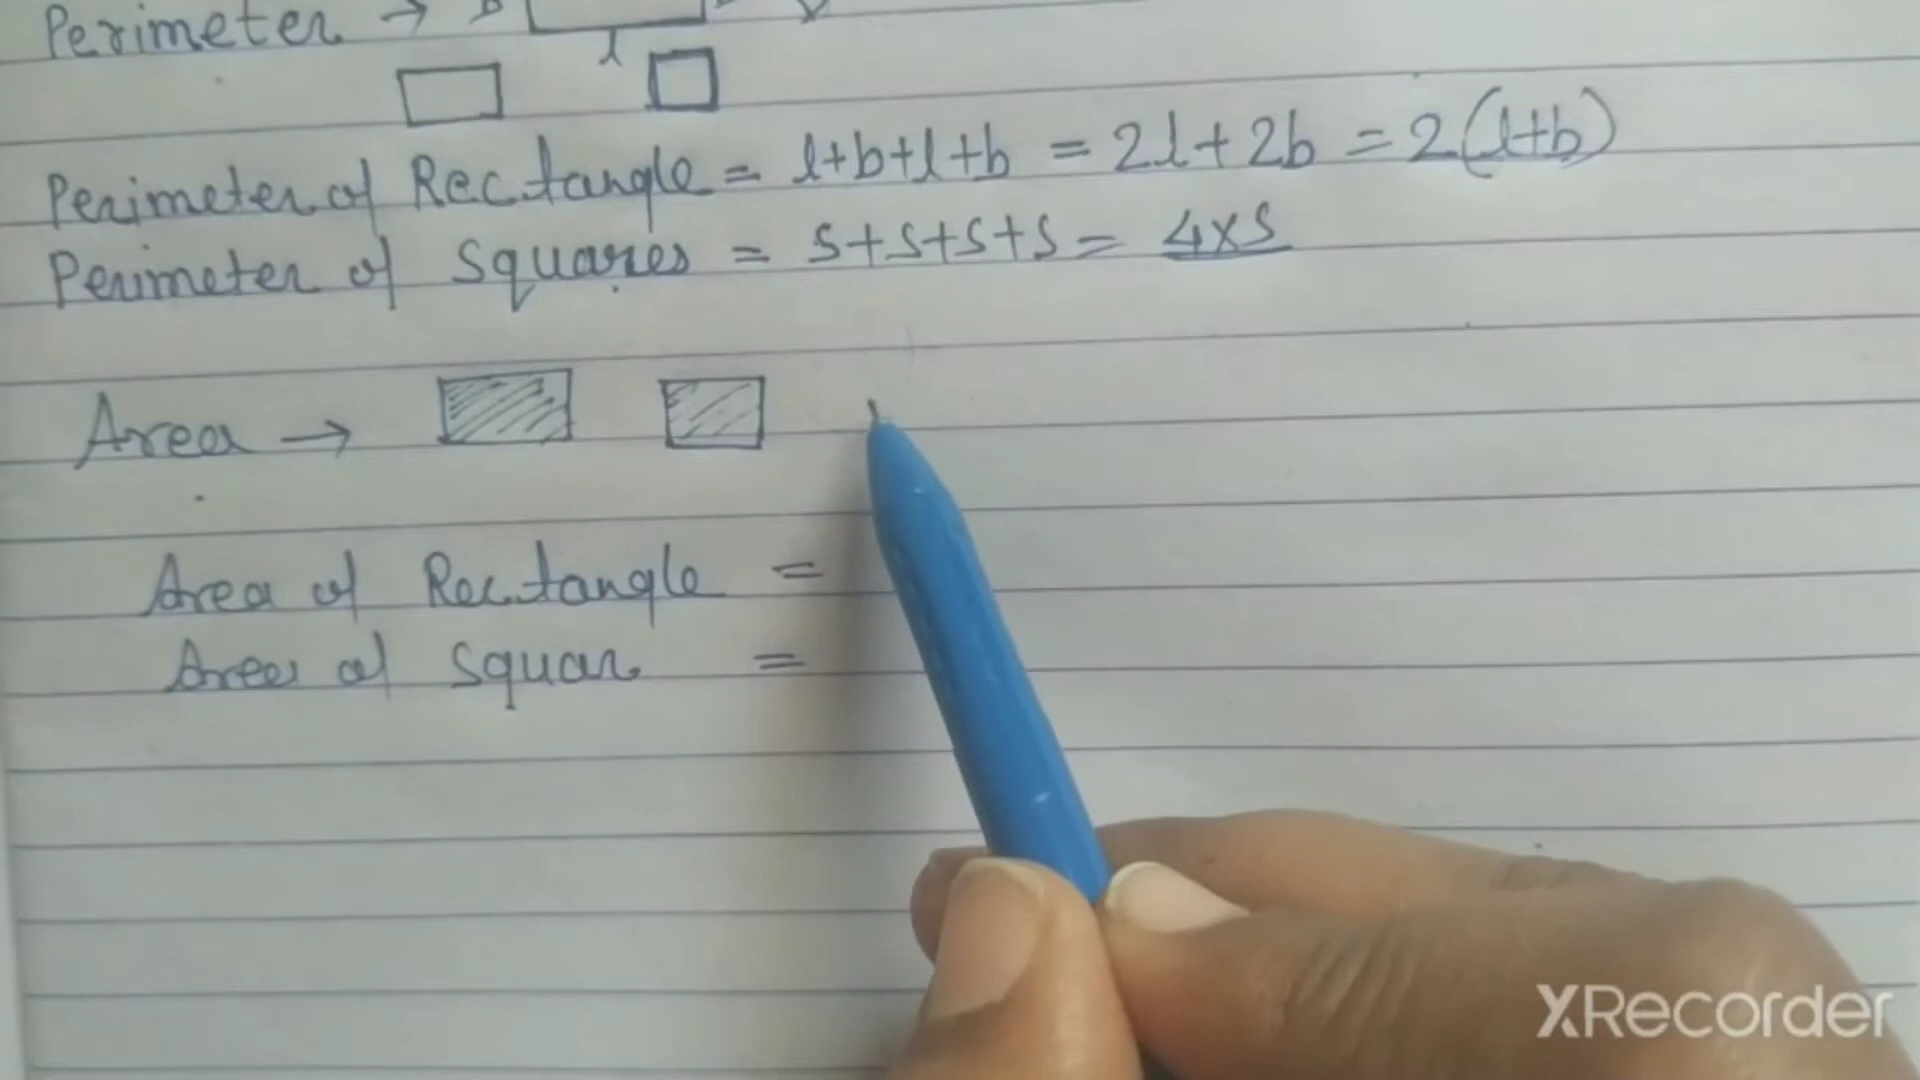 Perimeter → b
l
Perimeter of Rectangle = l+b+l+b = 2l+2b = 2(l+b)
Perimeter of Squares = s+s+s+s = 4×s
Area →
Area of Rectangle =
Area of Squar =
XRecorder